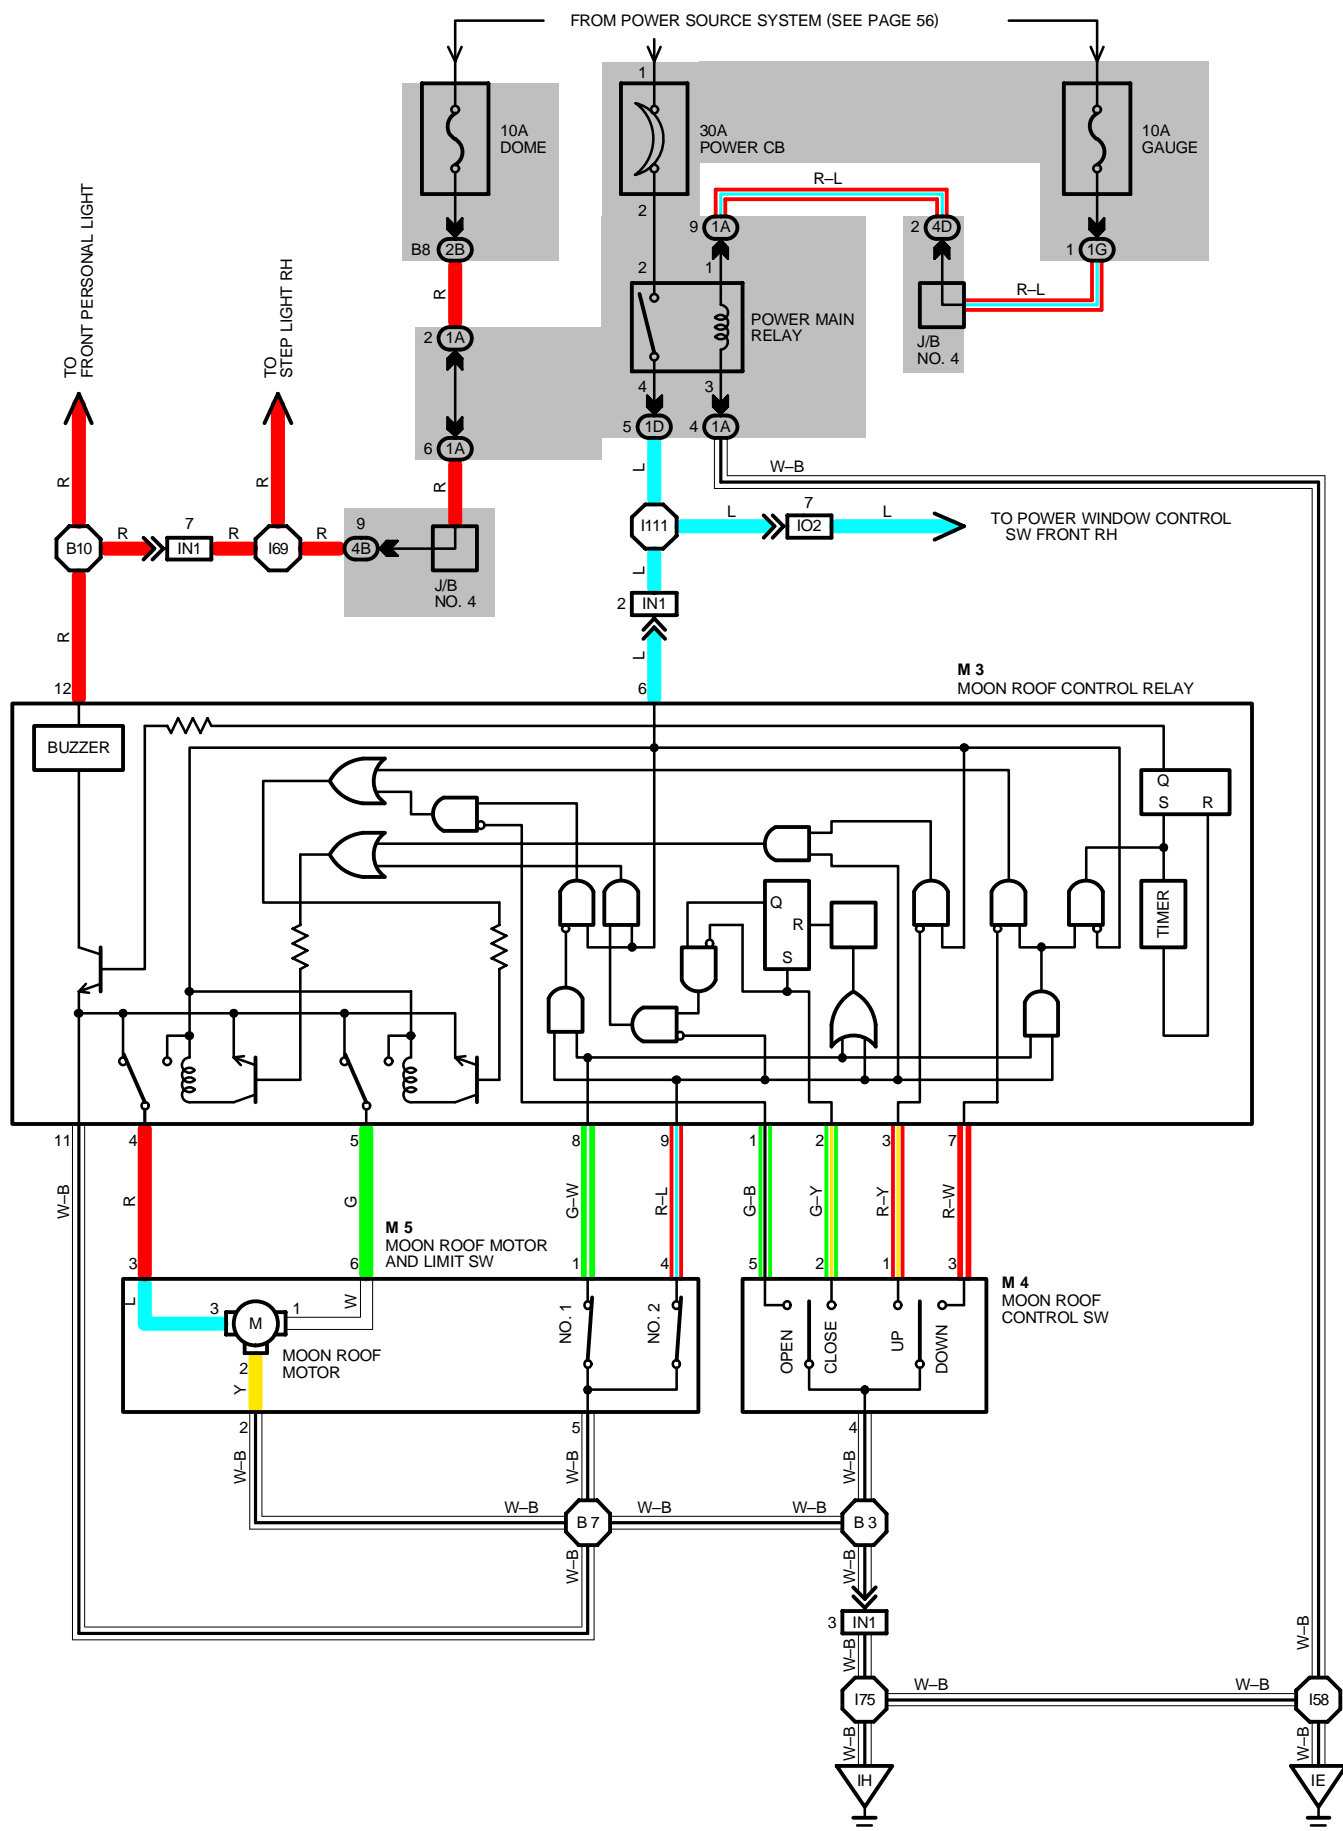 FROM POWER SOURCE SYSTEM (SEE PAGE 56)
1
10A
DOME
30A
POWER CB
10A
GAUGE
R–L
2
9 1A
2 4D
B8 2B
1 1G
TO
FRONT PERSONAL LIGHT
TO
STEP LIGHT RH
R
2
1
R–L
POWER MAIN
RELAY
2 1A
J/B
NO. 4
4
3
5 1D
4 1A
6 1A
W–B
R
R
R
L
B10
R
7
IN1
R
I69
R
9
4B
J/B
NO. 4
I111
L
7
IO2
L
TO POWER WINDOW CONTROL
SW FRONT RH
L
2 IN1
R
L
12
6
M 3
MOON ROOF CONTROL RELAY
BUZZER
Q
S
R
Q
R
S
TIMER
11
4
5
8
9
1
2
3
7
W–B
R
G
G–W
R–L
G–B
G–Y
R–Y
R–W
M 5
MOON ROOF MOTOR
AND LIMIT SW
3
6
1
4
5
2
1
3
M 4
MOON ROOF
CONTROL SW
L
3
M
1
W
MOON ROOF
MOTOR
2
Y
NO. 1
NO. 2
OPEN
CLOSE
UP
DOWN
2
5
4
W–B
W–B
W–B
W–B
B 7
W–B
W–B
B 3
W–B
W–B
3 IN1
W–B
W–B
I75
W–B
W–B
I58
W–B
W–B
IH
IE